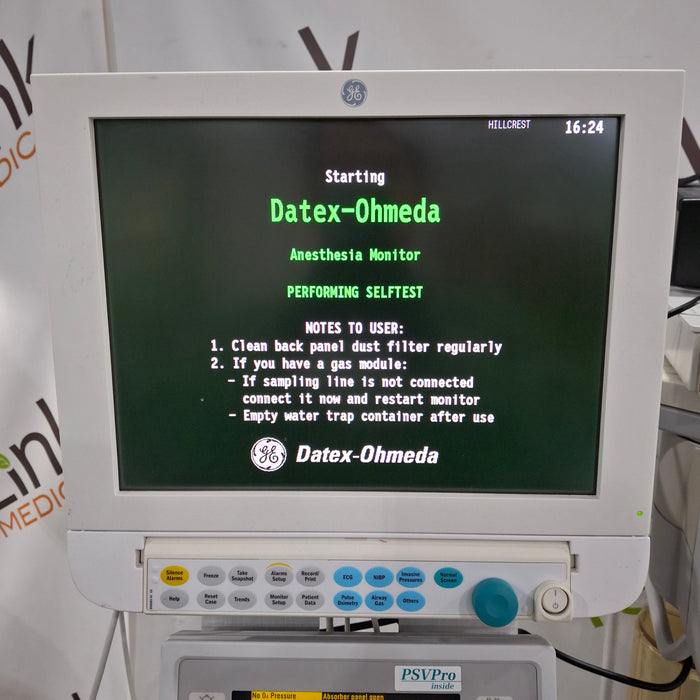 HILLCREST 16:24
Starting
Datex-Ohmeda
Anesthesia Monitor
PERFORMING SELFTEST
NOTES TO USER:
1. Clean back panel dust filter regularly
2. If you have a gas module:
- If sampling line is not connected
connect it now and restart monitor
- Empty water trap container after use
GE Datex-Ohmeda
Silence Alarms
Freeze
Take Snapshot
Alarms Setup
Record/Print
ECG
NIBP
Invasive Pressures
Normal Screen
Help
Reset Case
Trends
Monitor Setup
Patient Data
Pulse Oximetry
Airway Gas
Others
PSVPro
inside
No O₂ Pressure
Absorber panel open
MEDIC